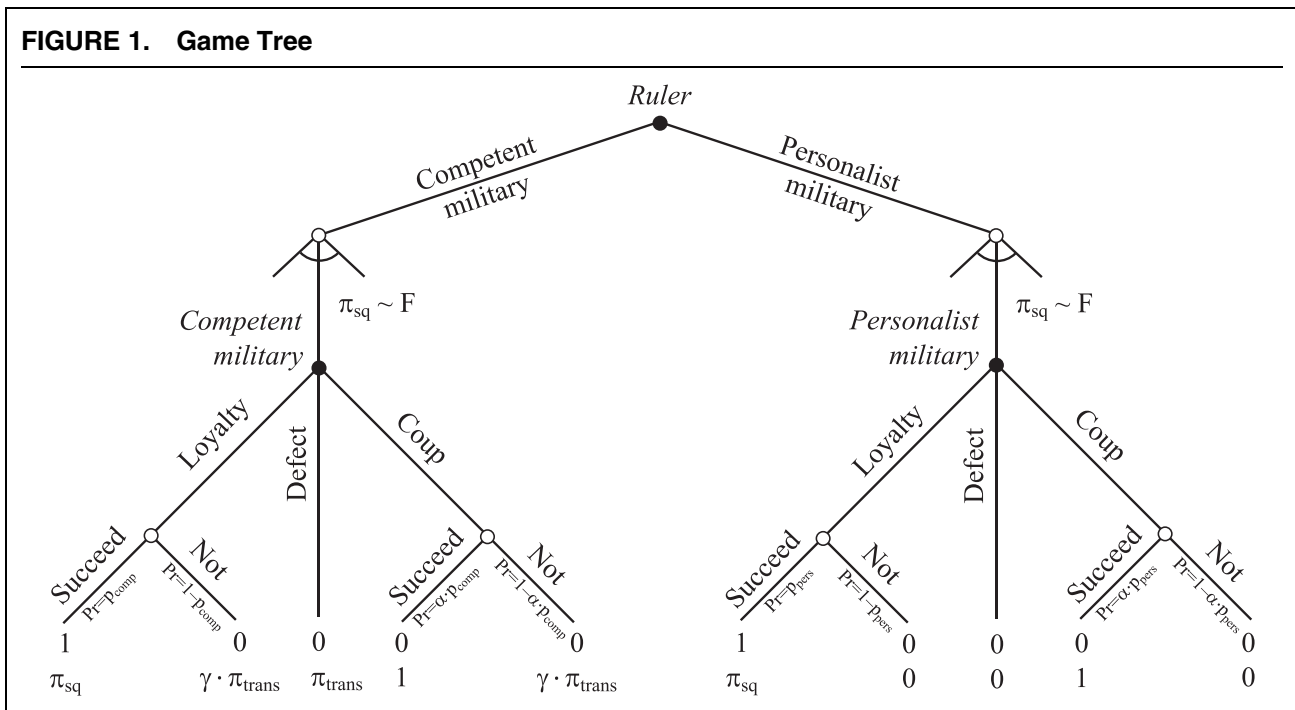 FIGURE 1. Game Tree
Ruler
Competent
military
Personalist
military
π_sq ~ F
π_sq ~ F
Competent
military
Personalist
military
Loyalty
Defect
Coup
Loyalty
Defect
Coup
Succeed
Pr=p_comp
Not
Pr=1–p_comp
Succeed
Pr=α·p_comp
Not
Pr=1–α·p_comp
Succeed
Pr=p_pers
Not
Pr=1–p_pers
Succeed
Pr=α·p_pers
Not
Pr=1–α·p_pers
1 0 0 0 0 1 0 0 0 0
π_sq γ · π_trans π_trans 1 γ · π_trans π_sq 0 0 1 0